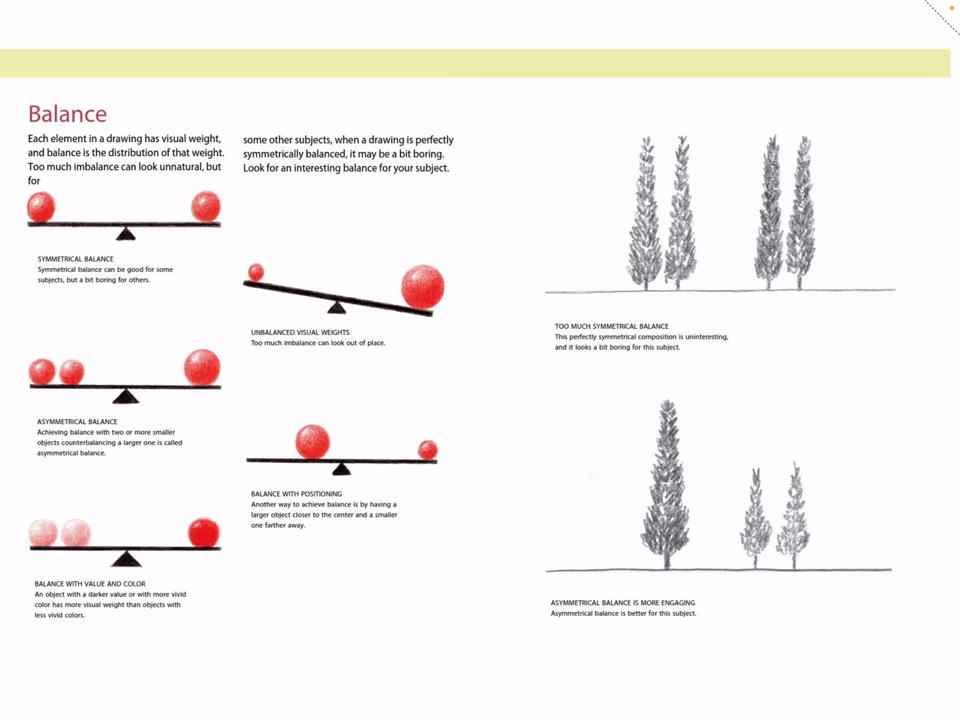 Balance
Each element in a drawing has visual weight,
and balance is the distribution of that weight.
Too much imbalance can look unnatural, but
for
some other subjects, when a drawing is perfectly
symmetrically balanced, it may be a bit boring.
Look for an interesting balance for your subject.
SYMMETRICAL BALANCE
Symmetrical balance can be good for some
subjects, but a bit boring for others.
UNBALANCED VISUAL WEIGHTS
Too much imbalance can look out of place.
ASYMMETRICAL BALANCE
Achieving balance with two or more smaller
objects counterbalancing a larger one is called
asymmetrical balance.
BALANCE WITH POSITIONING
Another way to achieve balance is by having a
larger object closer to the center and a smaller
one farther away.
BALANCE WITH VALUE AND COLOR
An object with a darker value or with more vivid
color has more visual weight than objects with
less vivid colors.
TOO MUCH SYMMETRICAL BALANCE
This perfectly symmetrical composition is uninteresting,
and it looks a bit boring for this subject.
ASYMMETRICAL BALANCE IS MORE ENGAGING
Asymmetrical balance is better for this subject.